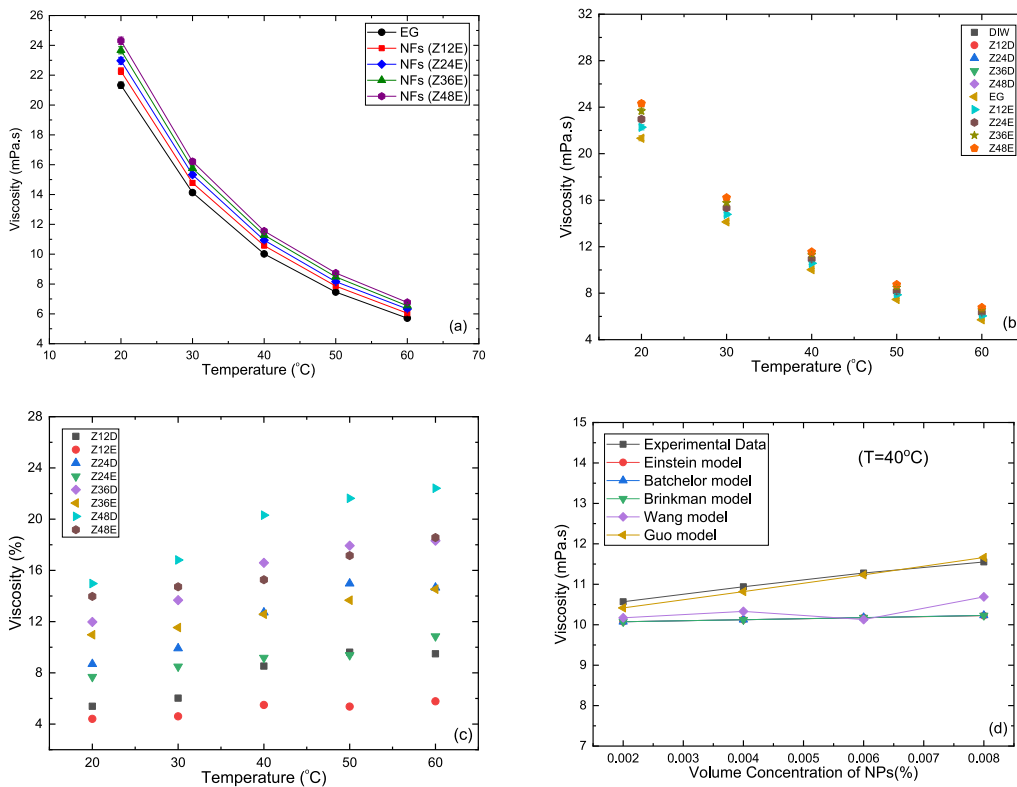 26
24
22
20
18
16
14
12
10
8
6
4
Viscosity (mPa.s)
EG
NFs (Z12E)
NFs (Z24E)
NFs (Z36E)
NFs (Z48E)
(a)
10 20 30 40 50 60 70
Temperature (°C)
32
28
24
20
16
12
8
4
Viscosity (mPa.s)
DIW
Z12D
Z24D
Z36D
Z48D
EG
Z12E
Z24E
Z36E
Z48E
(b)
20 30 40 50 60
Temperature (°C)
28
24
20
16
12
8
4
Viscosity (%)
Z12D
Z12E
Z24D
Z24E
Z36D
Z36E
Z48D
Z48E
(c)
20 30 40 50 60
Temperature (°C)
15
14
13
12
11
10
9
8
7
Viscosity (mPa.s)
Experimental Data
Einstein model
Batchelor model
Brinkman model
Wang model
Guo model
(T=40°C)
(d)
0.002 0.003 0.004 0.005 0.006 0.007 0.008
Volume Concentration of NPs(%)